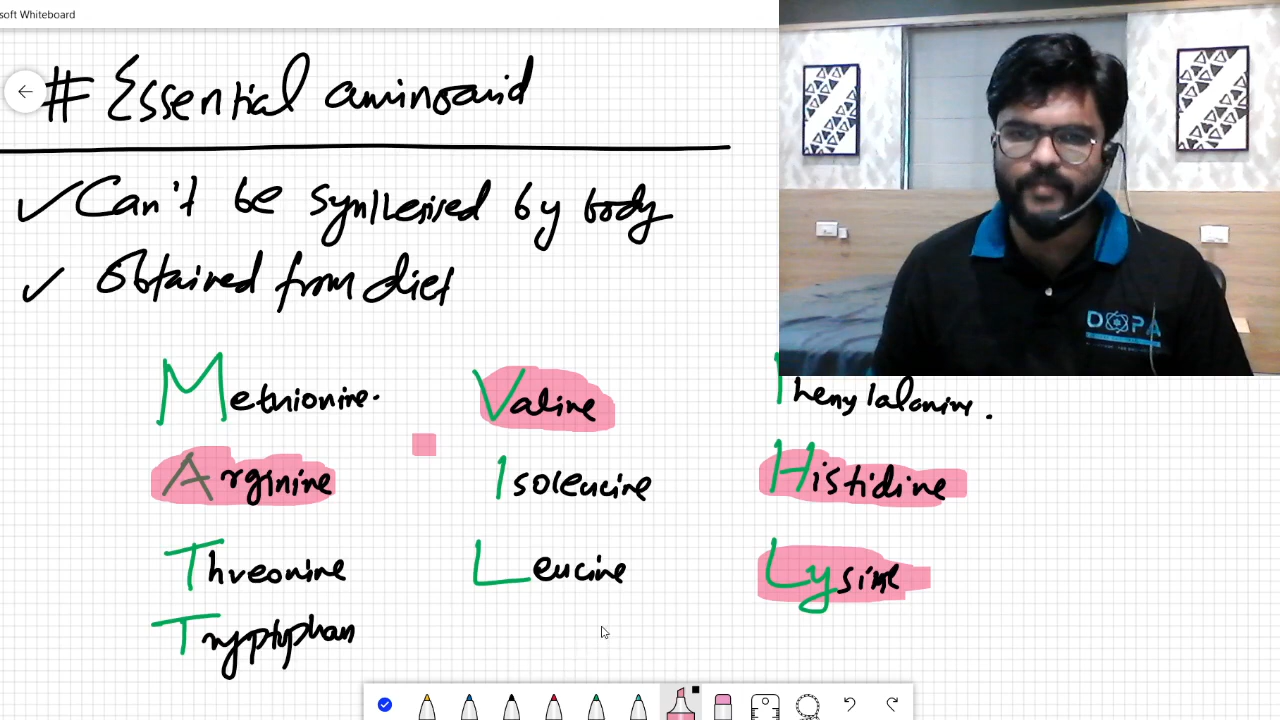 soft Whiteboard
# Essential aminoacid
✓ Can't be synthesised by body
✓ Obtained from diet
DOPA
Methionine. Valine Phenylalanine.
Arginine Isoleucine Histidine
Threonine Leucine Lysine
Tryptophan